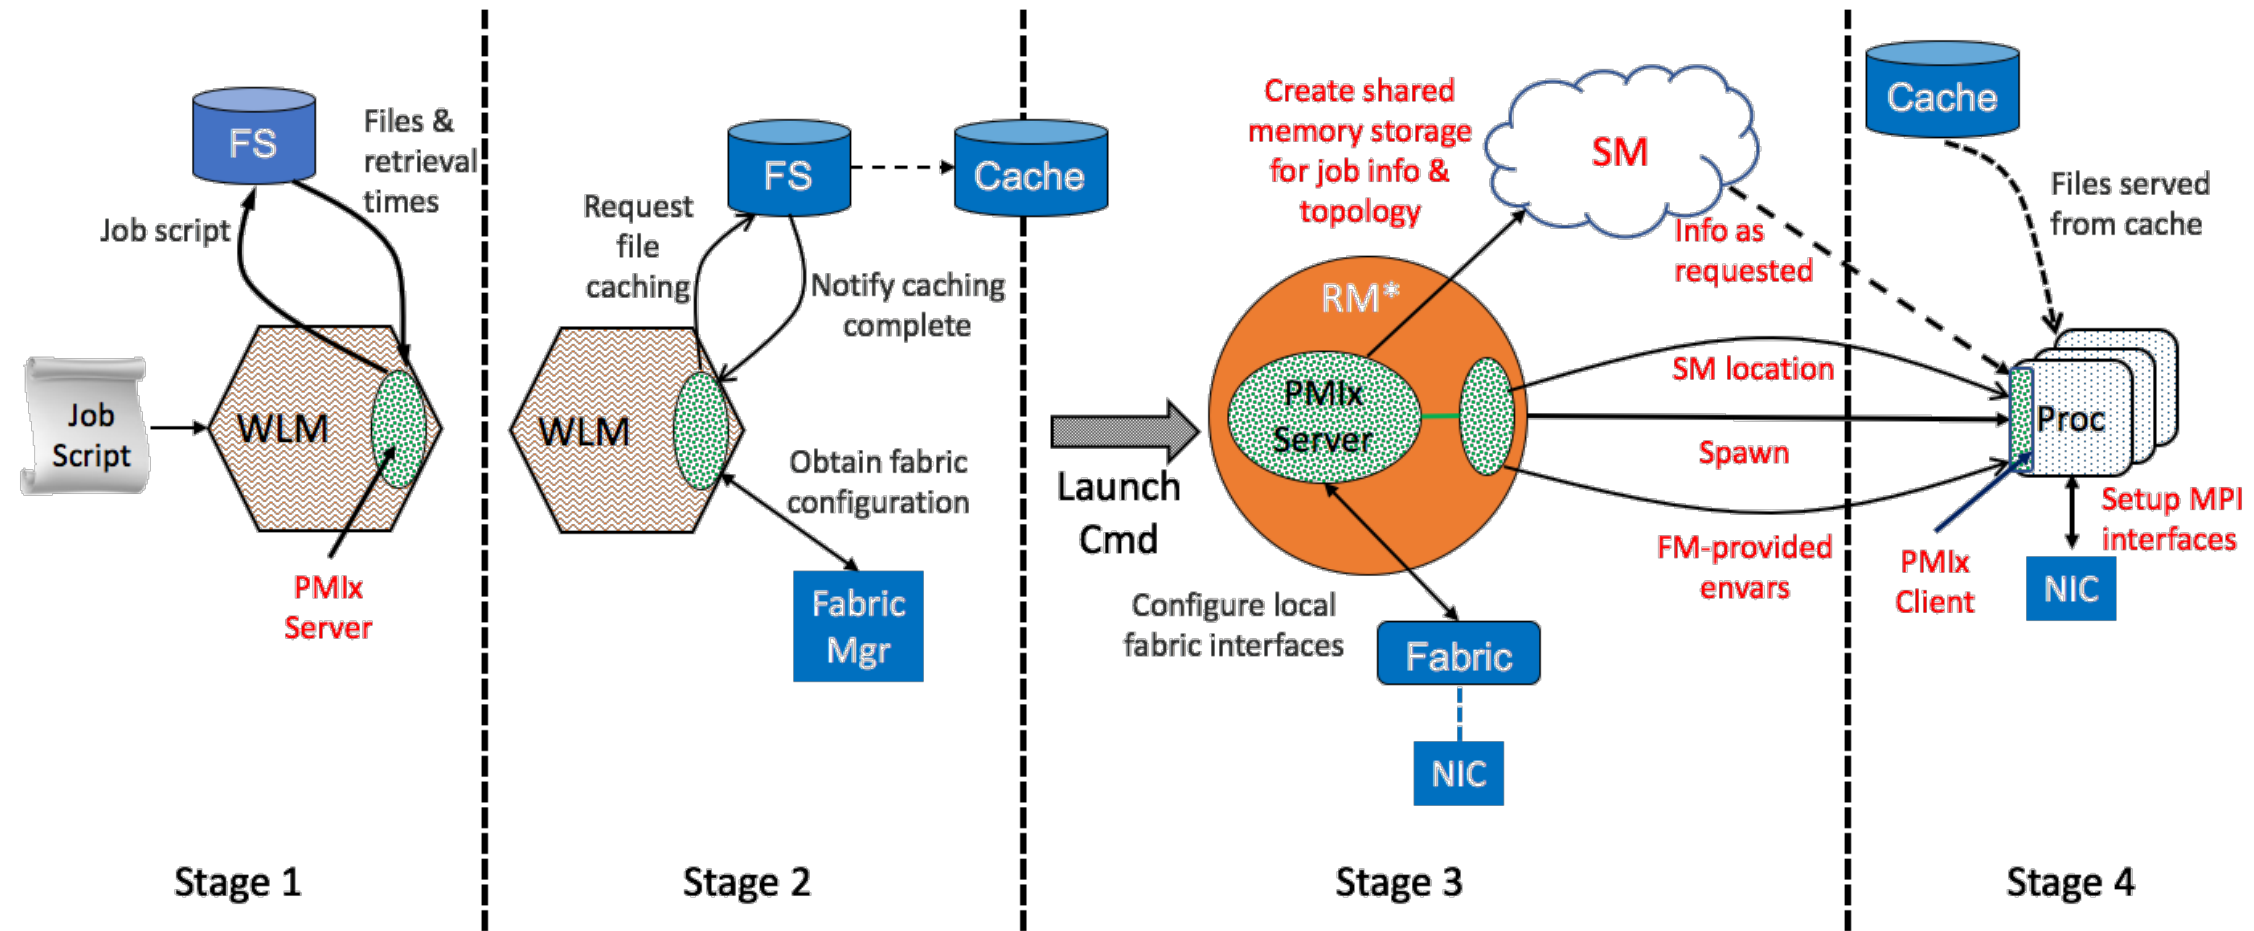 FS
Files &
retrieval
times
Job script
Job
Script
WLM
PMIx
Server
Stage 1
FS
Cache
Request
file
caching
Notify caching
complete
WLM
Obtain fabric
configuration
Fabric
Mgr
Stage 2
Create shared
memory storage
for job info &
topology
SM
Info as
requested
RM*
PMIx
Server
Launch
Cmd
SM location
Spawn
FM-provided
envars
Configure local
fabric interfaces
Fabric
NIC
Stage 3
Cache
Files served
from cache
Proc
Setup MPI
interfaces
PMIx
Client
NIC
Stage 4